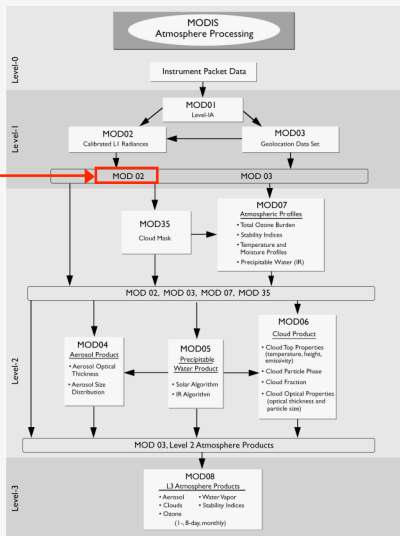 MODIS
Atmosphere Processing
Level-0
Instrument Packet Data
Level-1
MOD01
Level-IA
MOD02
Calibrated L1 Radiances
MOD03
Geolocation Data Set
MOD 02
MOD 03
MOD35
Cloud Mask
MOD07
Atmospheric Profiles
• Total Ozone Burden
• Stability Indices
• Temperature and
Moisture Profiles
• Precipitable Water (IR)
Level-2
MOD 02, MOD 03, MOD 07, MOD 35
MOD04
Aerosol Product
• Aerosol Optical
Thickness
• Aerosol Size
Distribution
MOD05
Precipitable
Water Product
• Solar Algorithm
• IR Algorithm
MOD06
Cloud Product
• Cloud Top Properties
(temperature, height,
emissivity)
• Cloud Particle Phase
• Cloud Fraction
• Cloud Optical Properties
(optical thickness and
particle size)
MOD 03, Level 2 Atmosphere Products
Level-3
MOD08
L3 Atmosphere Products
• Aerosol • Water Vapor
• Clouds • Stability Indices
• Ozone
(1-, 8-day, monthly)